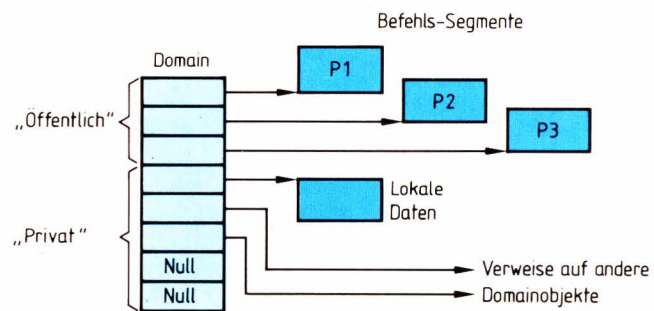 Befehls-Segmente
Domain
P1
P2
P3
„Öffentlich"
Lokale
Daten
„Privat"
Null
Null
Verweise auf andere
Domainobjekte